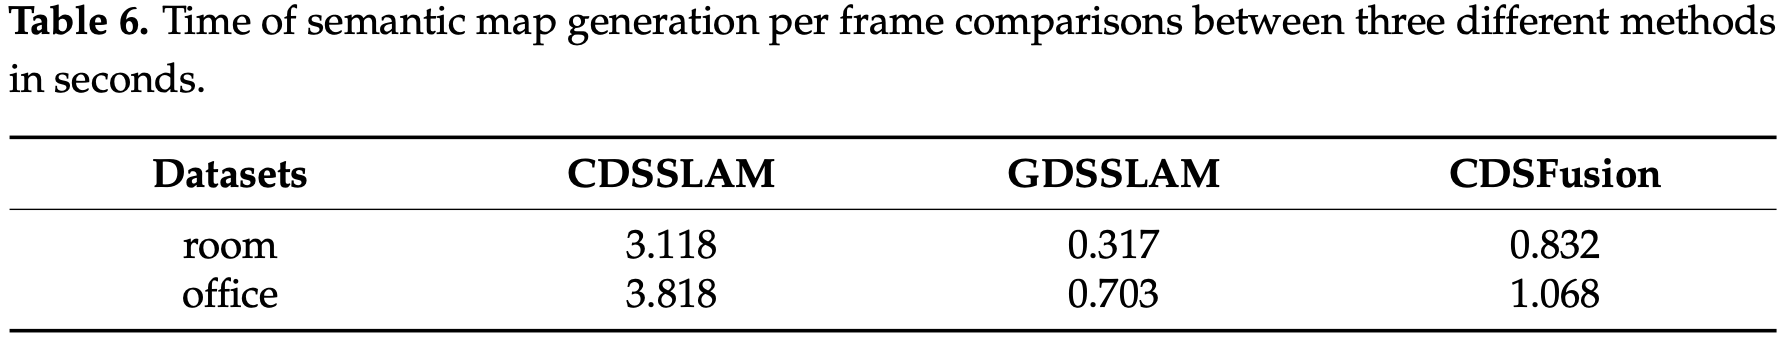 Table 6. Time of semantic map generation per frame comparisons between three different methods
in seconds.
Datasets CDSSLAM GDSSLAM CDSFusion
room 3.118 0.317 0.832
office 3.818 0.703 1.068